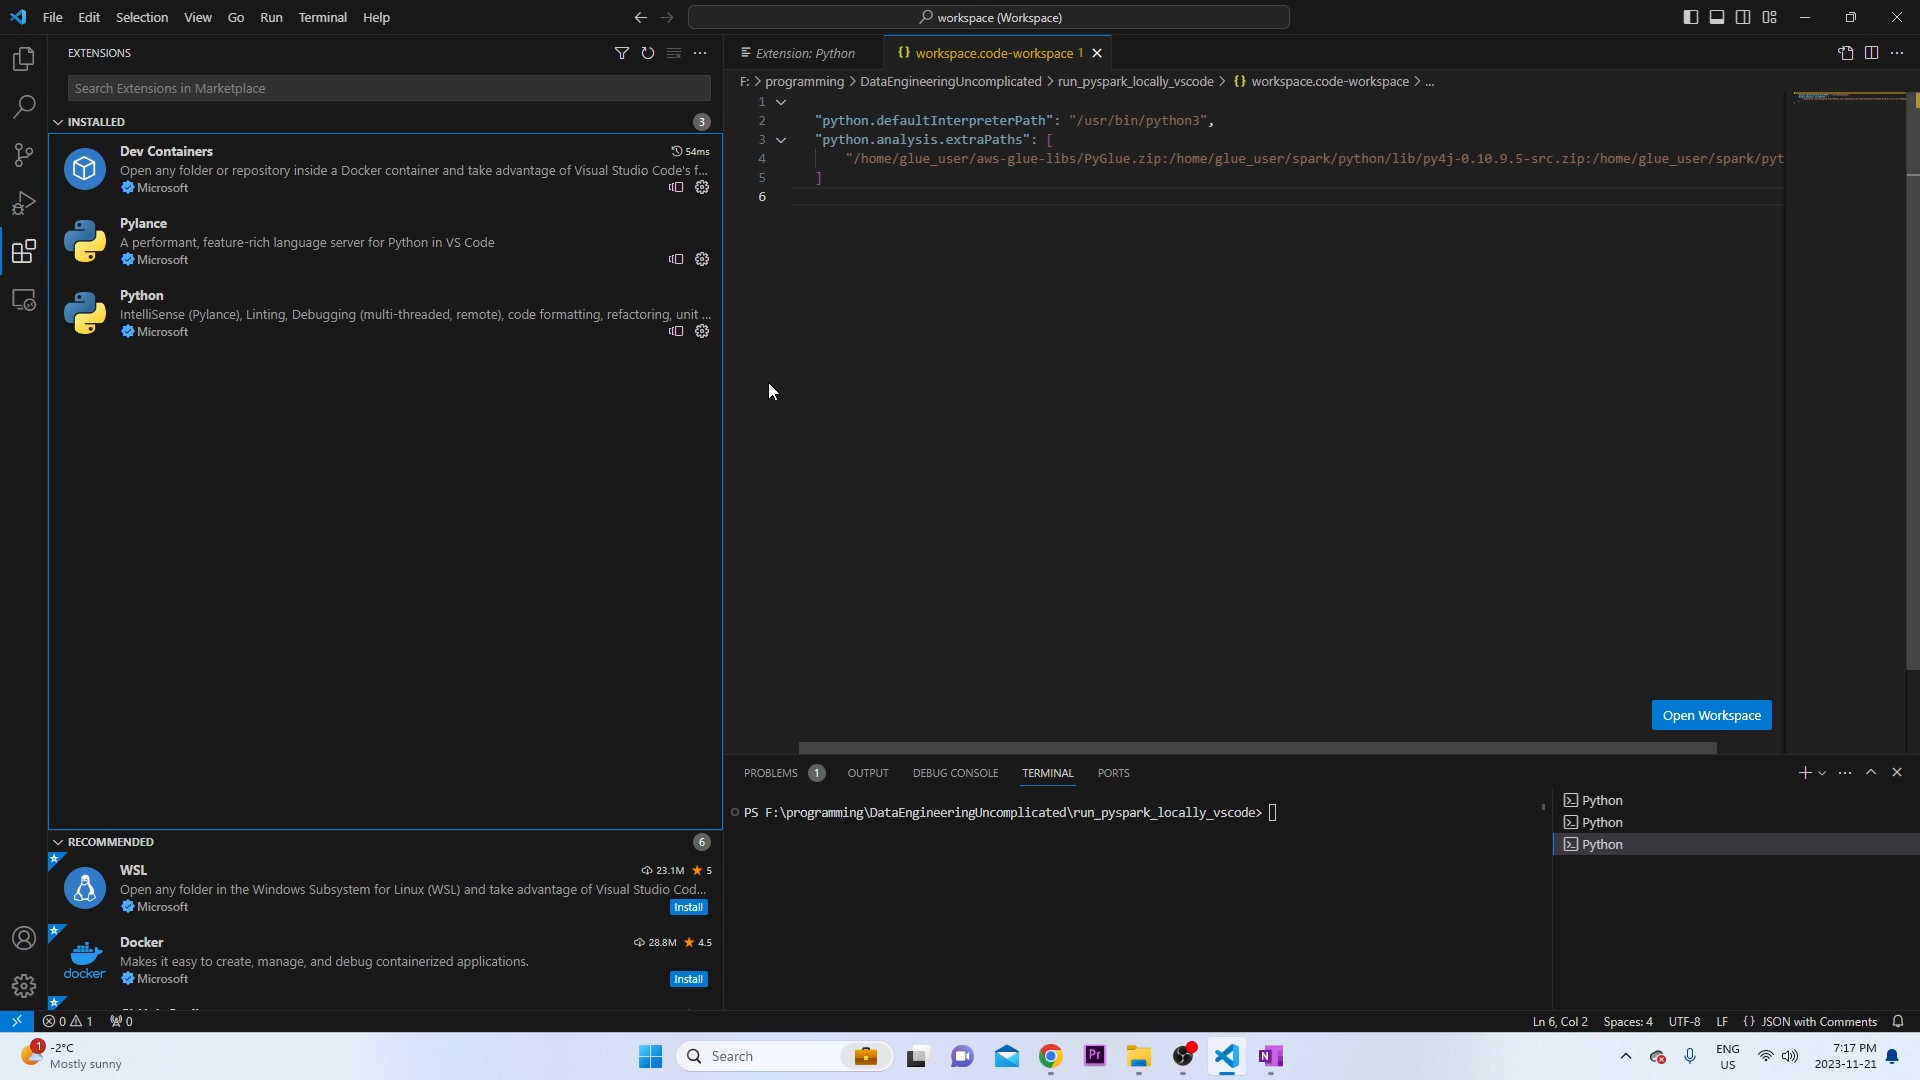 File Edit Selection View Go Run Terminal Help
workspace (Workspace)
EXTENSIONS
Search Extensions in Marketplace
INSTALLED 3
Dev Containers 54ms
Open any folder or repository inside a Docker container and take advantage of Visual Studio Code's f...
Microsoft
Pylance
A performant, feature-rich language server for Python in VS Code
Microsoft
Python
IntelliSense (Pylance), Linting, Debugging (multi-threaded, remote), code formatting, refactoring, unit ...
Microsoft
RECOMMENDED 6
WSL 23.1M 5
Open any folder in the Windows Subsystem for Linux (WSL) and take advantage of Visual Studio Cod...
Microsoft Install
Docker 28.8M 4.5
Makes it easy to create, manage, and debug containerized applications.
docker
Microsoft Install
Extension: Python workspace.code-workspace 1
F: > programming > DataEngineeringUncomplicated > run_pyspark_locally_vscode > {} workspace.code-workspace > ...
1
2 "python.defaultInterpreterPath": "/usr/bin/python3",
3 "python.analysis.extraPaths": [
4 "/home/glue_user/aws-glue-libs/PyGlue.zip:/home/glue_user/spark/python/lib/py4j-0.10.9.5-src.zip:/home/glue_user/spark/pyt
5 ]
6
Open Workspace
PROBLEMS 1 OUTPUT DEBUG CONSOLE TERMINAL PORTS
PS F:\programming\DataEngineeringUncomplicated\run_pyspark_locally_vscode>
Python
Python
Python
0 1 0
Ln 6, Col 2 Spaces: 4 UTF-8 LF {} JSON with Comments
1 -2°C
Mostly sunny
Search
Pr
N
ENG
US
7:17 PM
2023-11-21